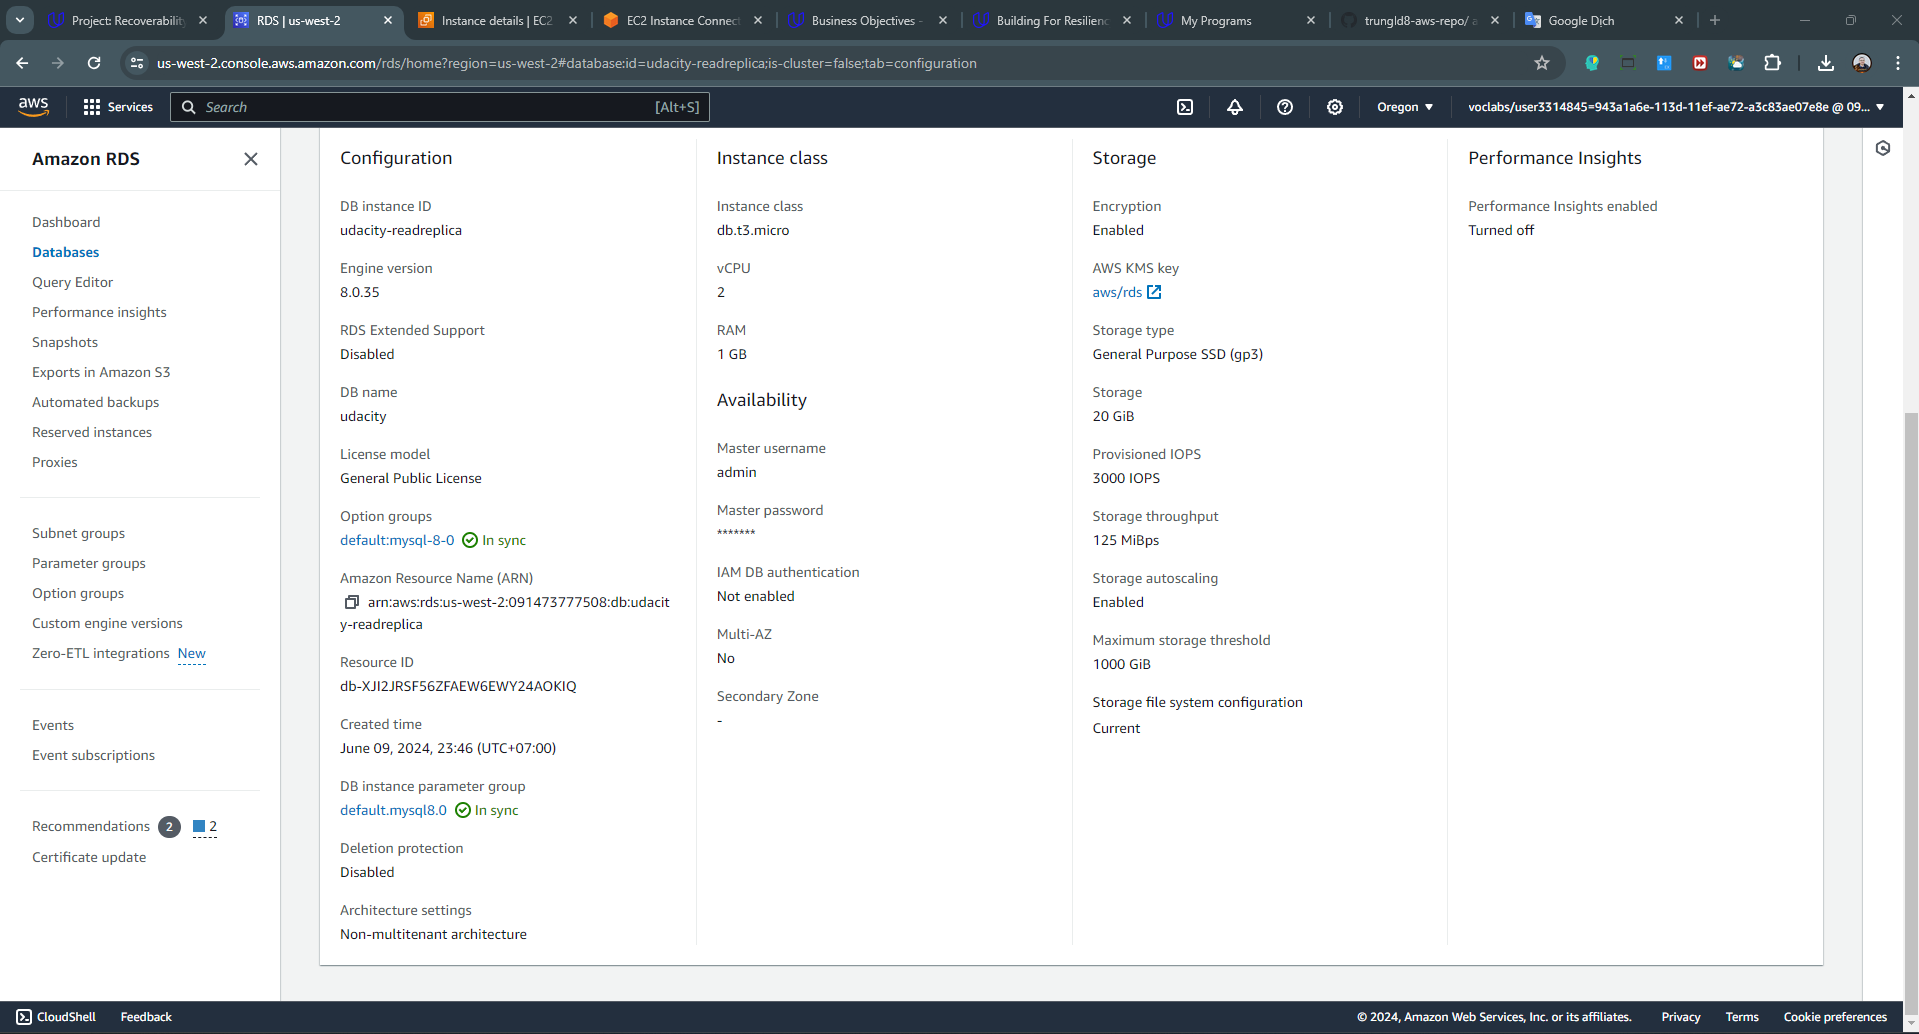 Project: Recoverability
RDS | us-west-2
Instance details | EC2
EC2 Instance Connect
Business Objectives -
Building For Resilienc
My Programs
trungld8-aws-repo/ a
Google Dịch
us-west-2.console.aws.amazon.com/rds/home?region=us-west-2#database:id=udacity-readreplica;is-cluster=false;tab=configuration
aws
Services
Search
[Alt+S]
Oregon
voclabs/user3314845=943a1a6e-113d-11ef-ae72-a3c83ae07e8e @ 09...
Amazon RDS
Dashboard
Databases
Query Editor
Performance insights
Snapshots
Exports in Amazon S3
Automated backups
Reserved instances
Proxies
Subnet groups
Parameter groups
Option groups
Custom engine versions
Zero-ETL integrations New
Events
Event subscriptions
Recommendations 2 2
Certificate update
Configuration
DB instance ID
udacity-readreplica
Engine version
8.0.35
RDS Extended Support
Disabled
DB name
udacity
License model
General Public License
Option groups
default:mysql-8-0 In sync
Amazon Resource Name (ARN)
arn:aws:rds:us-west-2:091473777508:db:udacit
y-readreplica
Resource ID
db-XJI2JRSF56ZFAEW6EWY24AOKIQ
Created time
June 09, 2024, 23:46 (UTC+07:00)
DB instance parameter group
default.mysql8.0 In sync
Deletion protection
Disabled
Architecture settings
Non-multitenant architecture
Instance class
Instance class
db.t3.micro
vCPU
2
RAM
1 GB
Availability
Master username
admin
Master password
*******
IAM DB authentication
Not enabled
Multi-AZ
No
Secondary Zone
-
Storage
Encryption
Enabled
AWS KMS key
aws/rds
Storage type
General Purpose SSD (gp3)
Storage
20 GiB
Provisioned IOPS
3000 IOPS
Storage throughput
125 MiBps
Storage autoscaling
Enabled
Maximum storage threshold
1000 GiB
Storage file system configuration
Current
Performance Insights
Performance Insights enabled
Turned off
CloudShell
Feedback
© 2024, Amazon Web Services, Inc. or its affiliates.
Privacy
Terms
Cookie preferences